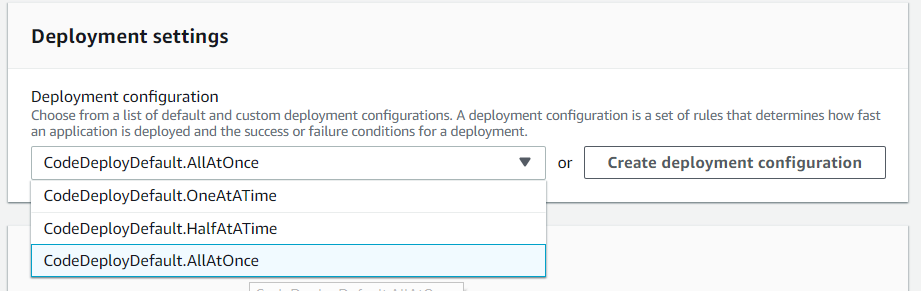 Deployment settings
Deployment configuration
Choose from a list of default and custom deployment configurations. A deployment configuration is a set of rules that determines how fast
an application is deployed and the success or failure conditions for a deployment.
CodeDeployDefault.AllAtOnce
or
Create deployment configuration
CodeDeployDefault.OneAtATime
CodeDeployDefault.HalfAtATime
CodeDeployDefault.AllAtOnce